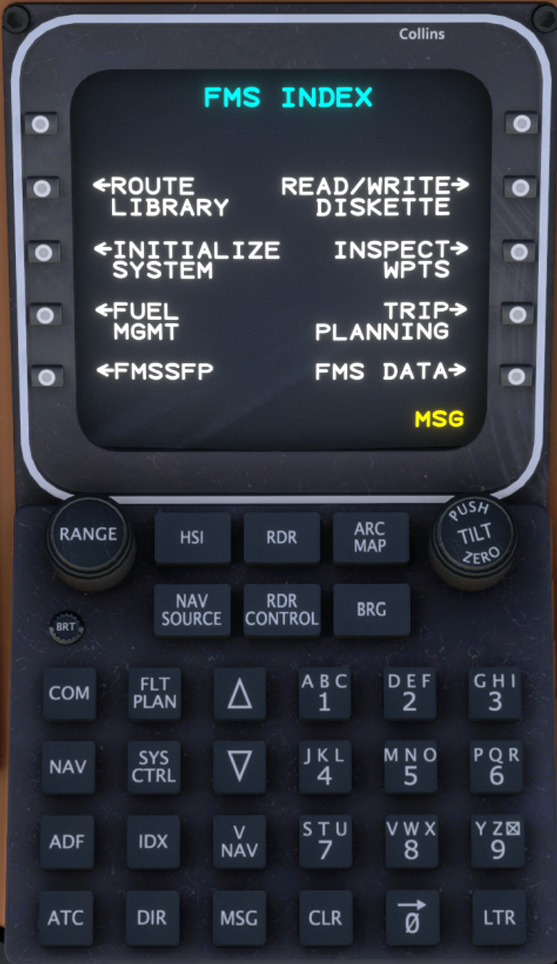 Collins
FMS INDEX
←ROUTE LIBRARY
READ/WRITE→ DISKETTE
←INITIALIZE SYSTEM
INSPECT→ WPTS
←FUEL MGMT
TRIP→ PLANNING
←FMSSFP
FMS DATA→
MSG
RANGE
HSI
RDR
ARC MAP
PUSH TILT ZERO
BRT
NAV SOURCE
RDR CONTROL
BRG
COM
FLT PLAN
△
ABC 1
DEF 2
GHI 3
NAV
SYS CTRL
▽
JKL 4
MNO 5
PQR 6
ADF
IDX
V NAV
STU 7
VWX 8
YZ☒ 9
ATC
DIR
MSG
CLR
→ 0
LTR